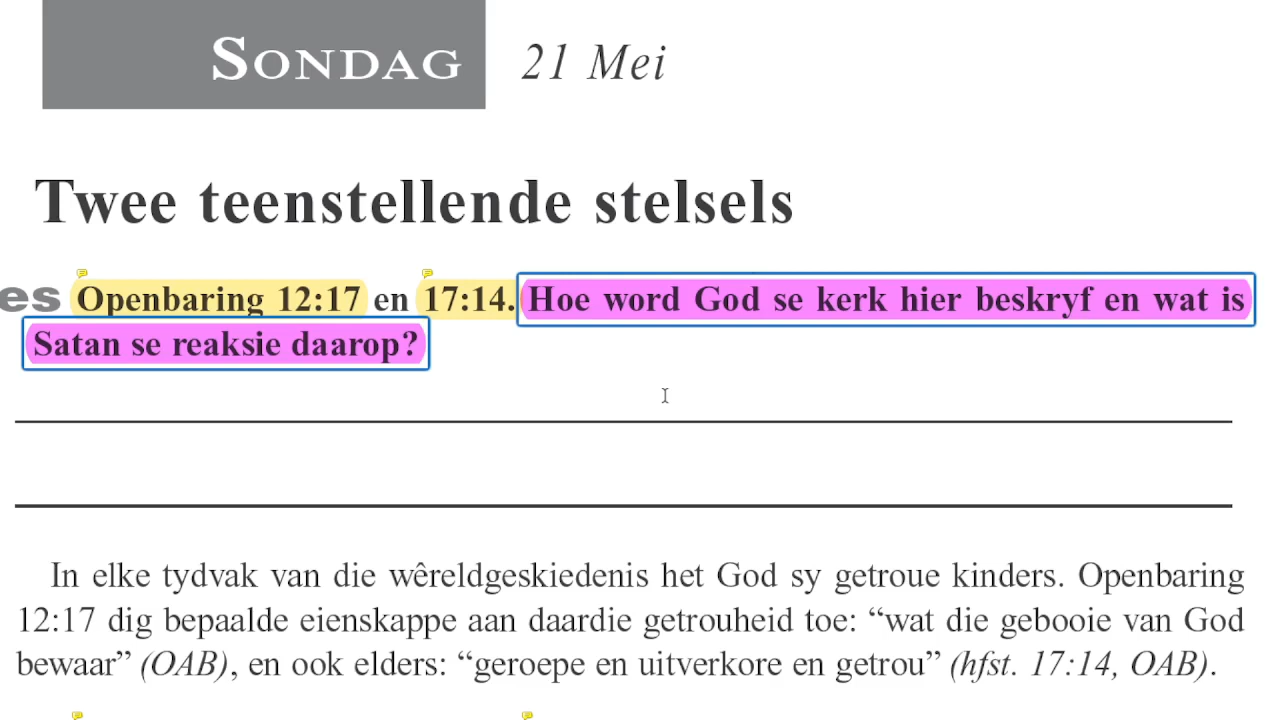 SONDAG 21 Mei
Twee teenstellende stelsels
es Openbaring 12:17 en 17:14. Hoe word God se kerk hier beskryf en wat is
Satan se reaksie daarop?
In elke tydvak van die wêreldgeskiedenis het God sy getroue kinders. Openbaring
12:17 dig bepaalde eienskappe aan daardie getrouheid toe: “wat die gebooie van God
bewaar” (OAB), en ook elders: “geroepe en uitverkore en getrou” (hfst. 17:14, OAB).